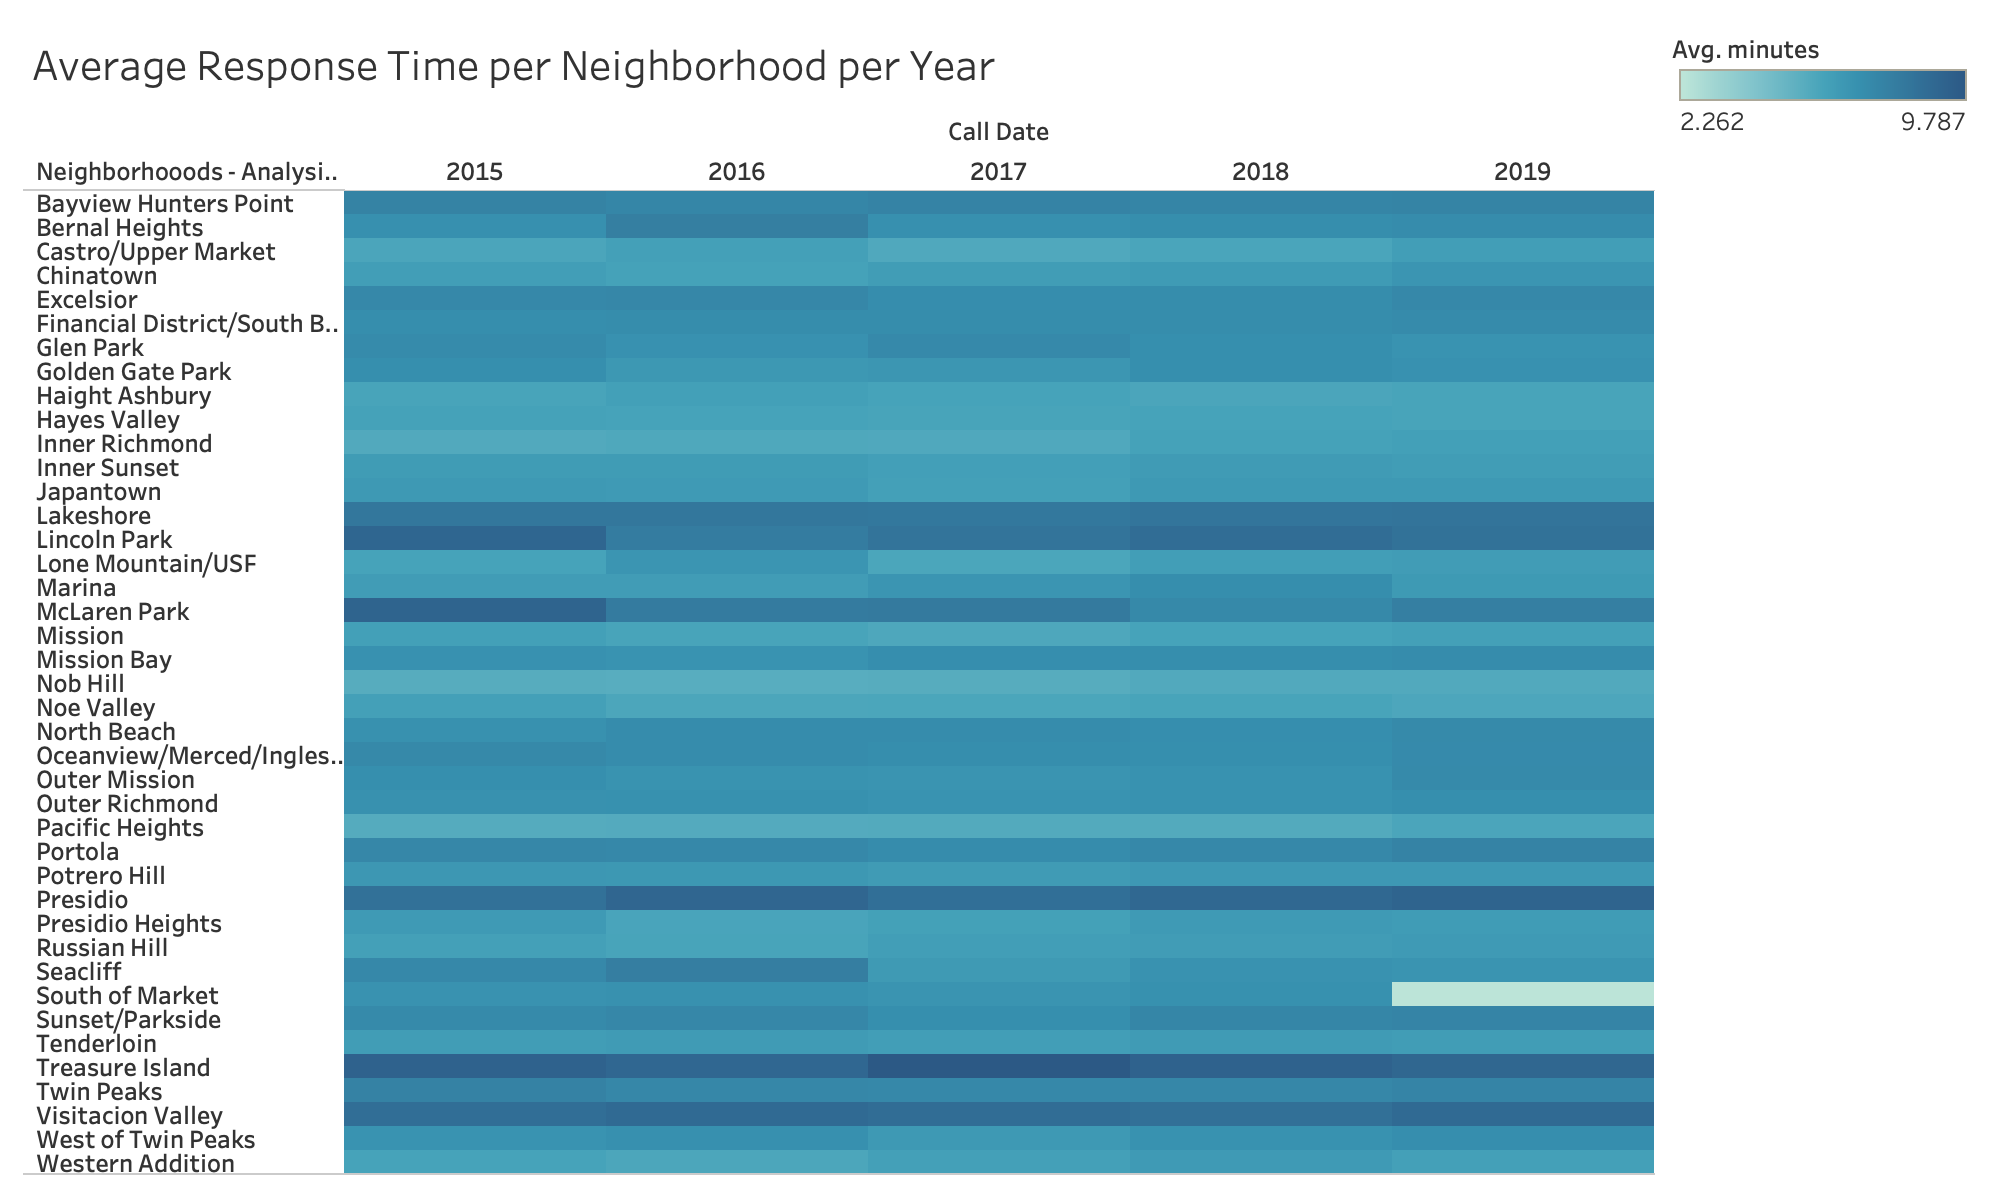 Average Response Time per Neighborhood per Year
Avg. minutes
2.262 9.787
Call Date
Neighborhooods - Analysi.. 2015 2016 2017 2018 2019
Bayview Hunters Point
Bernal Heights
Castro/Upper Market
Chinatown
Excelsior
Financial District/South B..
Glen Park
Golden Gate Park
Haight Ashbury
Hayes Valley
Inner Richmond
Inner Sunset
Japantown
Lakeshore
Lincoln Park
Lone Mountain/USF
Marina
McLaren Park
Mission
Mission Bay
Nob Hill
Noe Valley
North Beach
Oceanview/Merced/Ingles..
Outer Mission
Outer Richmond
Pacific Heights
Portola
Potrero Hill
Presidio
Presidio Heights
Russian Hill
Seacliff
South of Market
Sunset/Parkside
Tenderloin
Treasure Island
Twin Peaks
Visitacion Valley
West of Twin Peaks
Western Addition